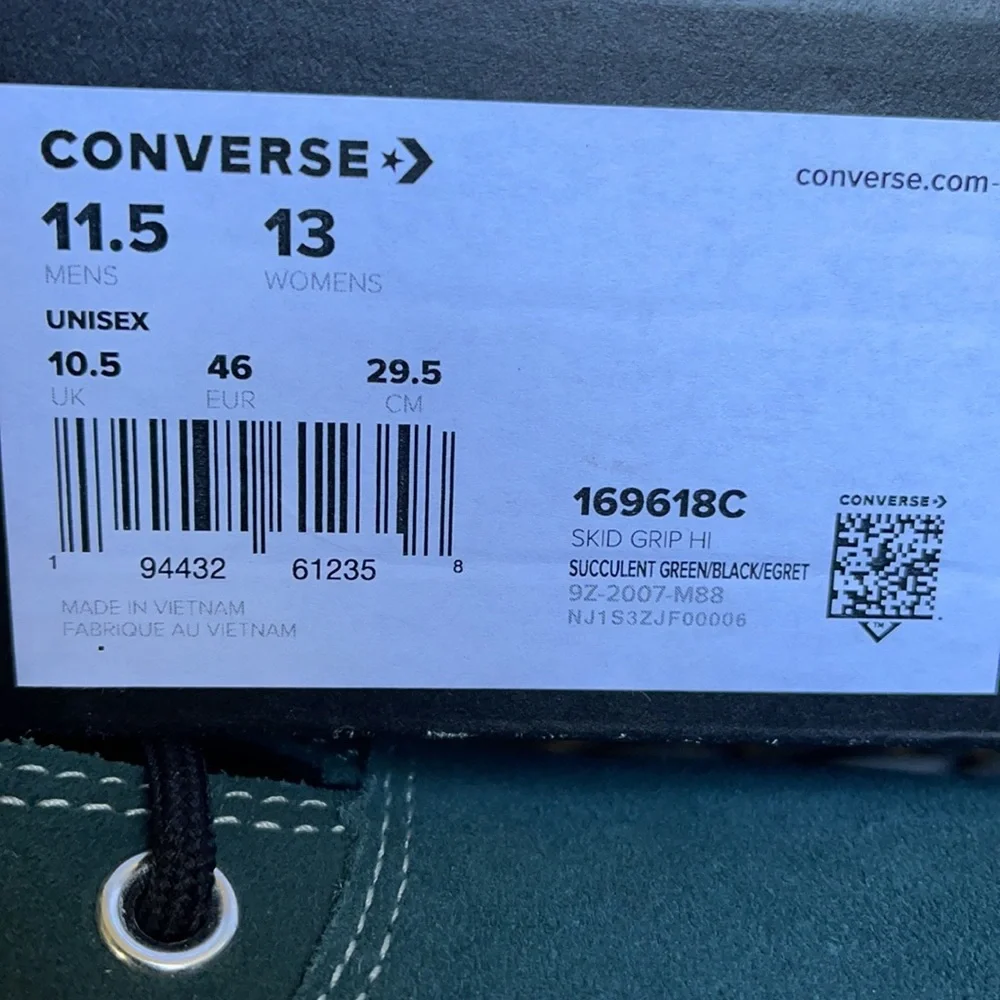 CONVERSE
converse.com
11.5 13
MENS WOMENS
UNISEX
10.5 46 29.5
UK EUR CM
1 94432 61235 8
MADE IN VIETNAM
FABRIQUE AU VIETNAM
169618C
SKID GRIP HI
SUCCULENT GREEN/BLACK/EGRET
9Z-2007-M88
NJ1S3ZJF00006
CONVERSE
TM